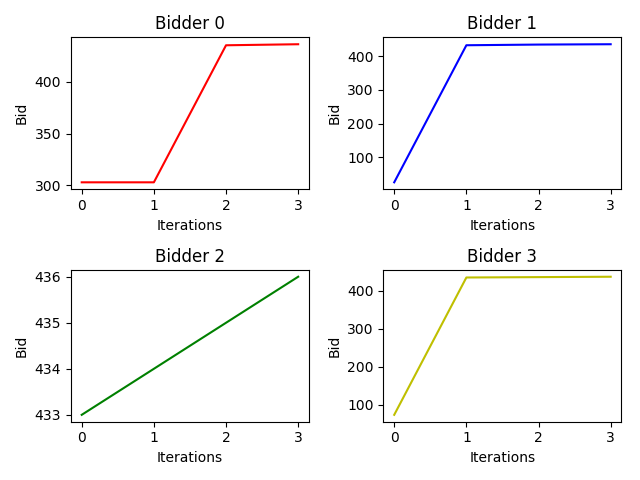 Bidder 0
Bid
400
350
300
0 1 2 3
Iterations
Bidder 1
Bid
400
300
200
100
0 1 2 3
Iterations
Bidder 2
Bid
436
435
434
433
0 1 2 3
Iterations
Bidder 3
Bid
400
300
200
100
0 1 2 3
Iterations